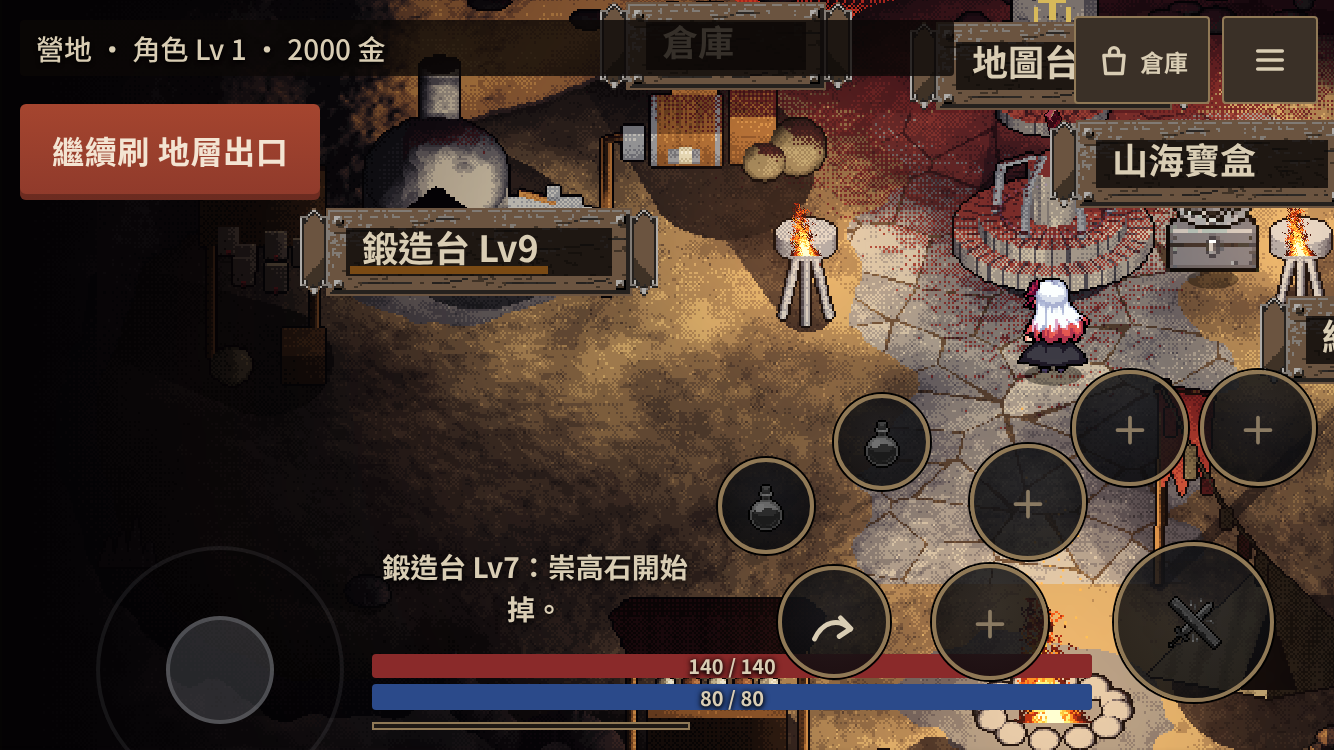 營地 • 角色 Lv 1 • 2000 金
倉庫
地圖台
倉庫
繼續刷 地層出口
山海寶盒
鍛造台 Lv9
鍛造台 Lv7：崇高石開始
掉。
140 / 140
80 / 80